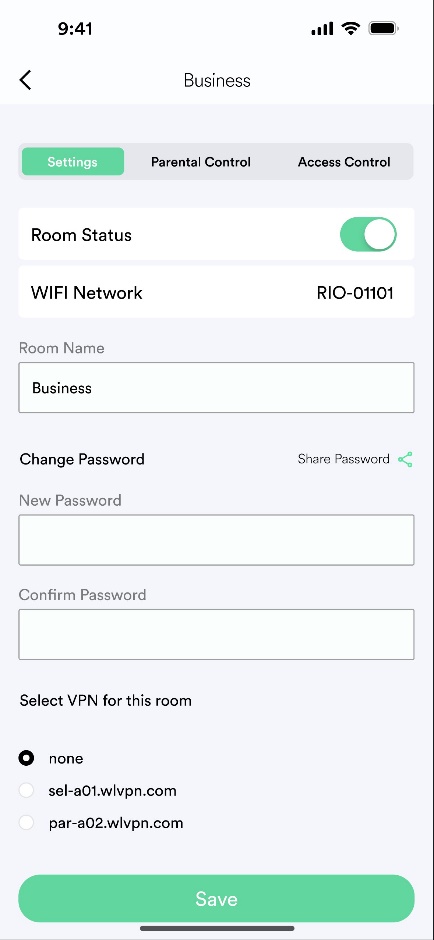 9:41
Business
Settings Parental Control Access Control
Room Status
WIFI Network RIO-01101
Room Name
Business
Change Password Share Password
New Password
Confirm Password
Select VPN for this room
none
sel-a01.wlvpn.com
par-a02.wlvpn.com
Save